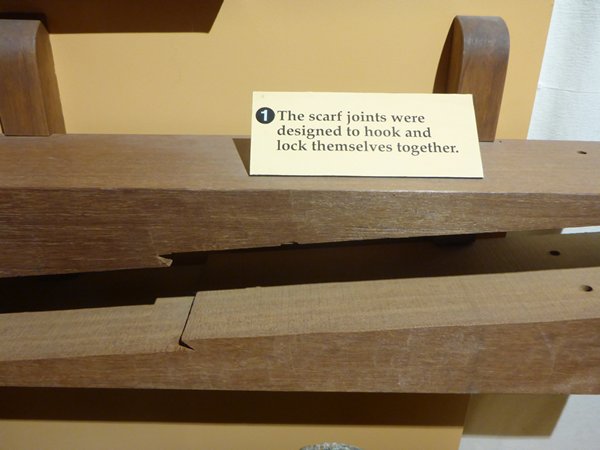 1 The scarf joints were
designed to hook and
lock themselves together.